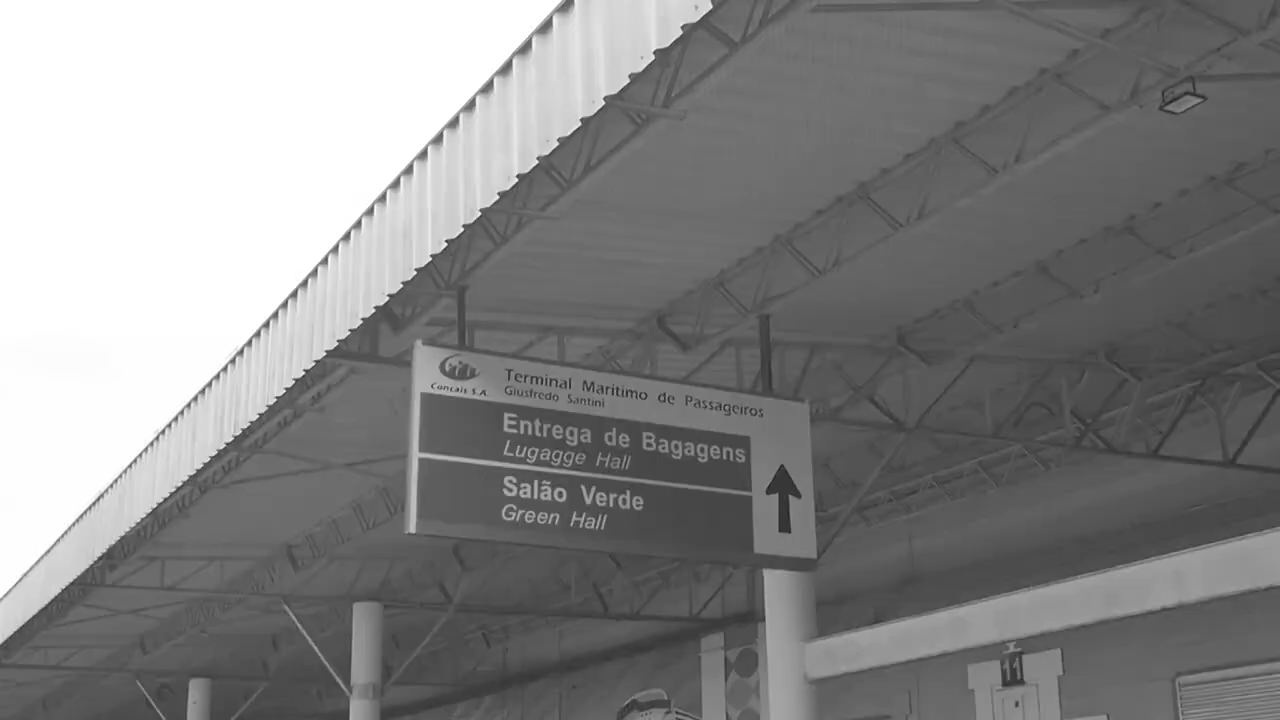 Concais S.A.
Terminal Marítimo de Passageiros
Giusfredo Santini
Entrega de Bagagens
Lugagge Hall
Salão Verde
Green Hall
11